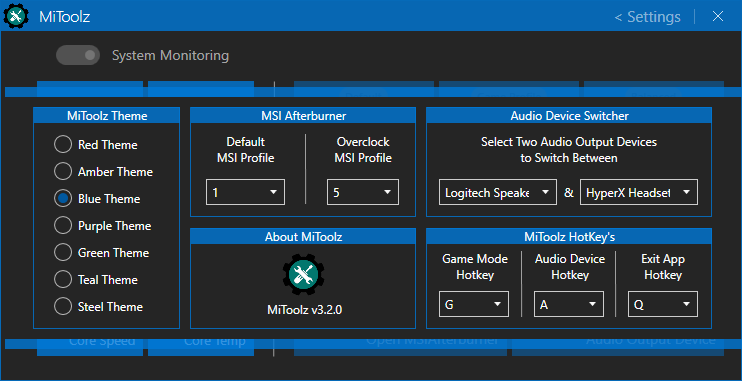 MiToolz
< Settings
System Monitoring
MiToolz Theme
Red Theme
Amber Theme
Blue Theme
Purple Theme
Green Theme
Teal Theme
Steel Theme
MSI Afterburner
Default
MSI Profile
1
Overclock
MSI Profile
5
Audio Device Switcher
Select Two Audio Output Devices
to Switch Between
Logitech Speake
&
HyperX Headset
About MiToolz
MiToolz v3.2.0
MiToolz HotKey's
Game Mode
Hotkey
G
Audio Device
Hotkey
A
Exit App
Hotkey
Q
Core Speed
Core Temp
Open MSIAfterburner
Audio Output Device